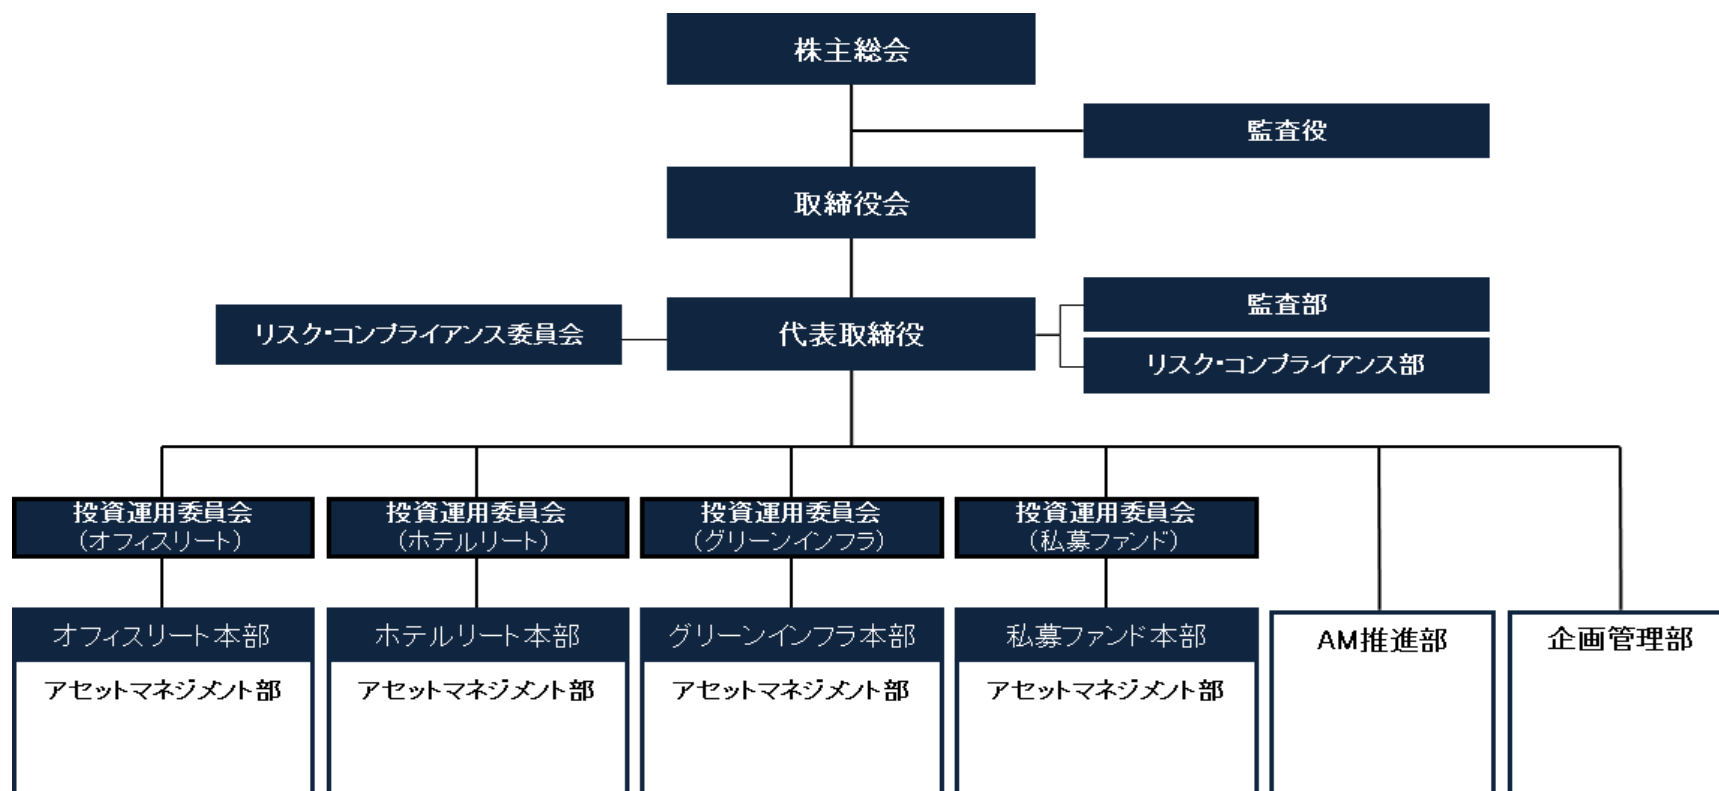 株主総会
監査役
取締役会
監査部
リスク・コンプライアンス委員会
代表取締役
リスク・コンプライアンス部
投資運用委員会
（オフィスリート）
投資運用委員会
（ホテルリート）
投資運用委員会
（グリーンインフラ）
投資運用委員会
（私募ファンド）
オフィスリート本部
ホテルリート本部
グリーンインフラ本部
私募ファンド本部
AM推進部
企画管理部
アセットマネジメント部
アセットマネジメント部
アセットマネジメント部
アセットマネジメント部